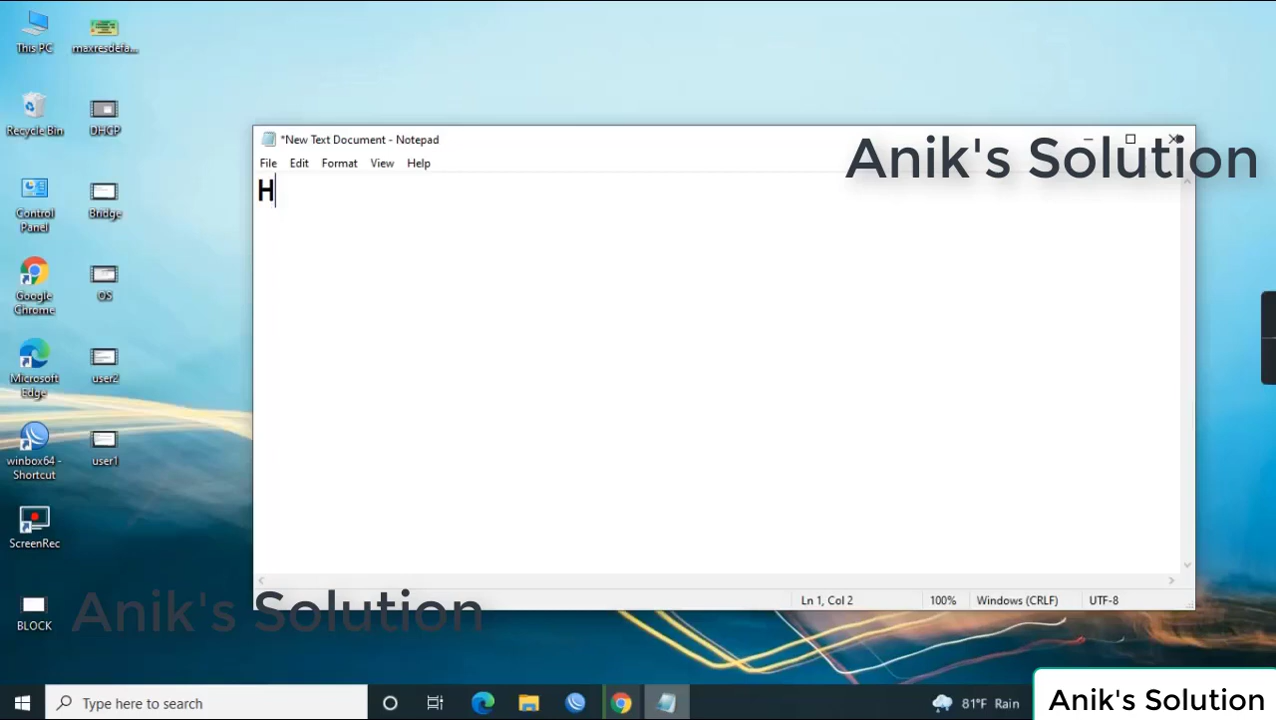 This PC
maxresdefa...
Recycle Bin
DHCP
Control
Panel
Bridge
Google
Chrome
OS
Microsoft
Edge
user2
winbox64 -
Shortcut
user1
ScreenRec
BLOCK
*New Text Document - Notepad
File Edit Format View Help
H
Ln 1, Col 2 100% Windows (CRLF) UTF-8
Anik's Solution
Anik's Solution
Type here to search
81°F Rain
Anik's Solution